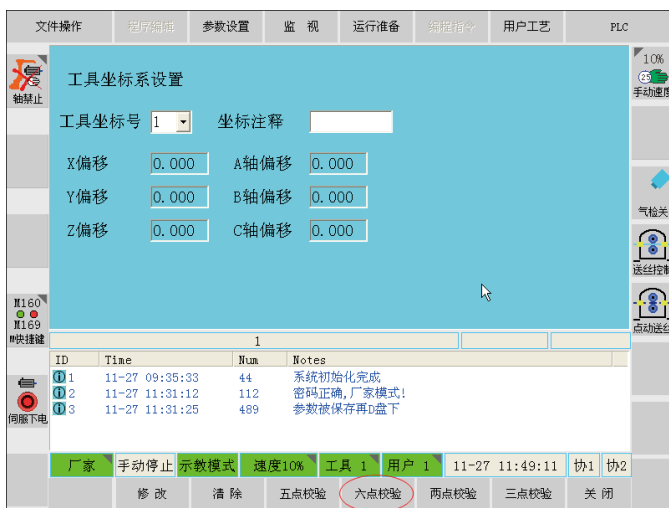 文件操作 程序编辑 参数设置 监 视 运行准备 编程指令 用户工艺 PLC
轴禁止
10%
25
手动速度
工具坐标系设置
工具坐标号 1 坐标注释
X偏移 0.000 A轴偏移 0.000
Y偏移 0.000 B轴偏移 0.000
Z偏移 0.000 C轴偏移 0.000
气检关
送丝控制
M160
M169
M快捷键
点动送丝
1
ID Time Num Notes
1 11-27 09:35:33 44 系统初始化完成
2 11-27 11:31:12 112 密码正确,厂家模式!
3 11-27 11:31:25 489 参数被保存再D盘下
伺服下电
厂家 手动停止 示教模式 速度10% 工具 1 用户 1 11-27 11:49:11 协1 协2
修 改 清 除 五点校验 六点校验 两点校验 三点校验 关 闭